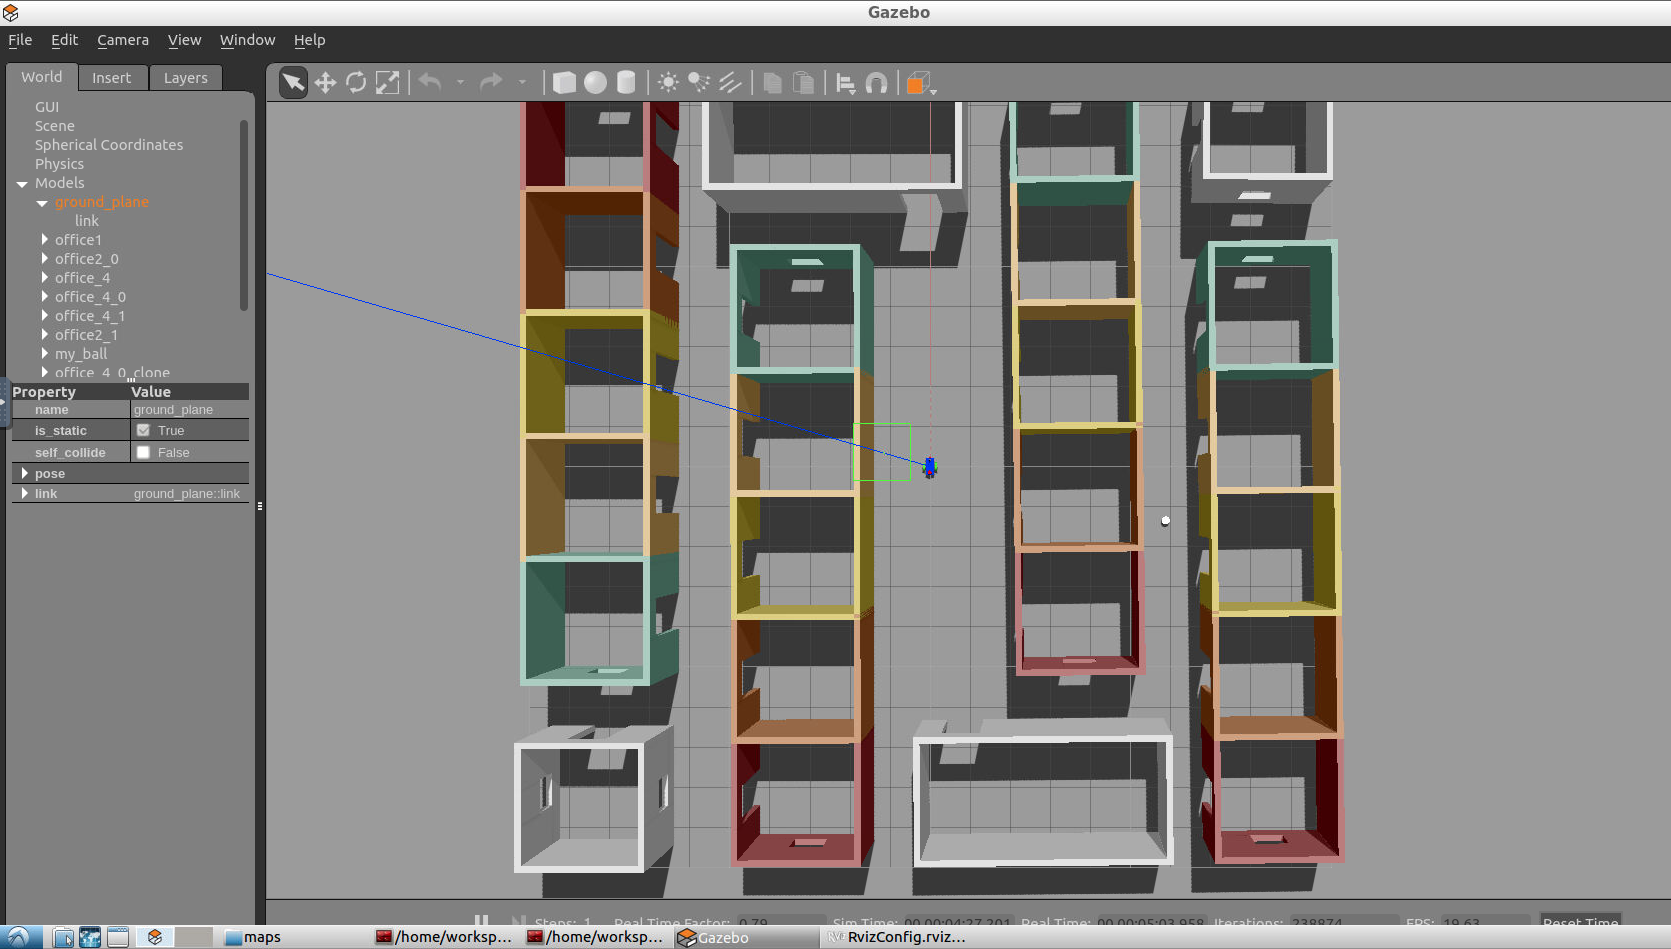 Gazebo
File Edit Camera View Window Help
World Insert Layers
GUI
Scene
Spherical Coordinates
Physics
Models
ground_plane
link
office1
office2_0
office_4
office_4_0
office_4_1
office2_1
my_ball
office_4_0_clone
Property Value
name ground_plane
is_static True
self_collide False
pose
link ground_plane::link
Steps: 1 Real Time Factor: 0.79 Sim Time: 00 00:04:27.201 Real Time: 00 00:05:03.958 Iterations: 238874 FPS: 19.63 Reset Time
maps /home/worksp... /home/worksp... Gazebo RvizConfig.rviz...